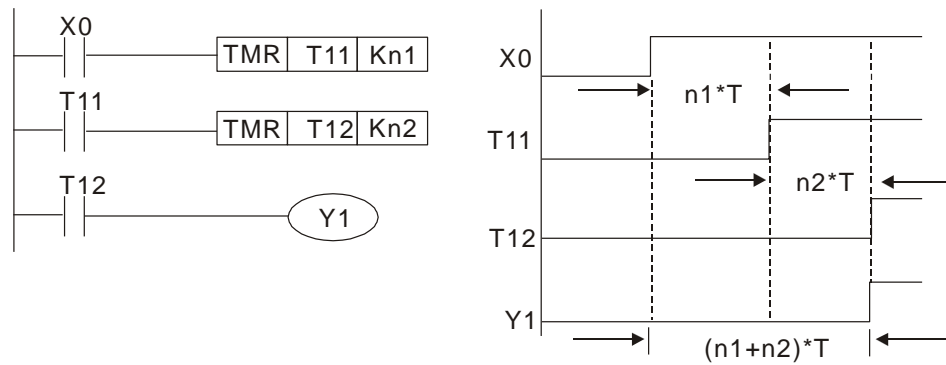 X0
TMR T11 Kn1
T11
TMR T12 Kn2
T12
Y1
X0
n1*T
T11
n2*T
T12
Y1
(n1+n2)*T